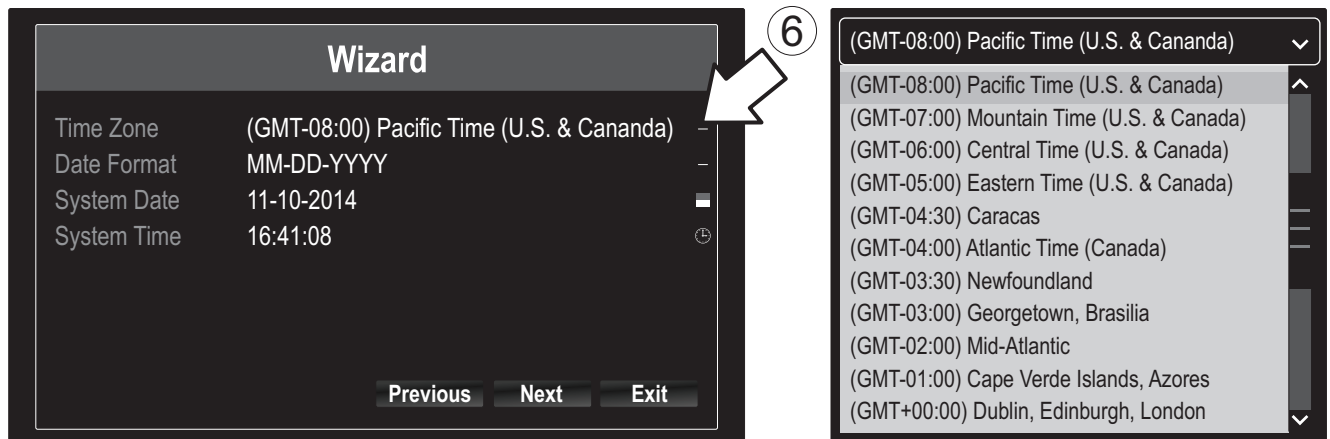 Wizard
Time Zone (GMT-08:00) Pacific Time (U.S. & Cananda)
Date Format MM-DD-YYYY
System Date 11-10-2014
System Time 16:41:08
Previous Next Exit
6
(GMT-08:00) Pacific Time (U.S. & Cananda)
(GMT-08:00) Pacific Time (U.S. & Canada)
(GMT-07:00) Mountain Time (U.S. & Canada)
(GMT-06:00) Central Time (U.S. & Canada)
(GMT-05:00) Eastern Time (U.S. & Canada)
(GMT-04:30) Caracas
(GMT-04:00) Atlantic Time (Canada)
(GMT-03:30) Newfoundland
(GMT-03:00) Georgetown, Brasilia
(GMT-02:00) Mid-Atlantic
(GMT-01:00) Cape Verde Islands, Azores
(GMT+00:00) Dublin, Edinburgh, London